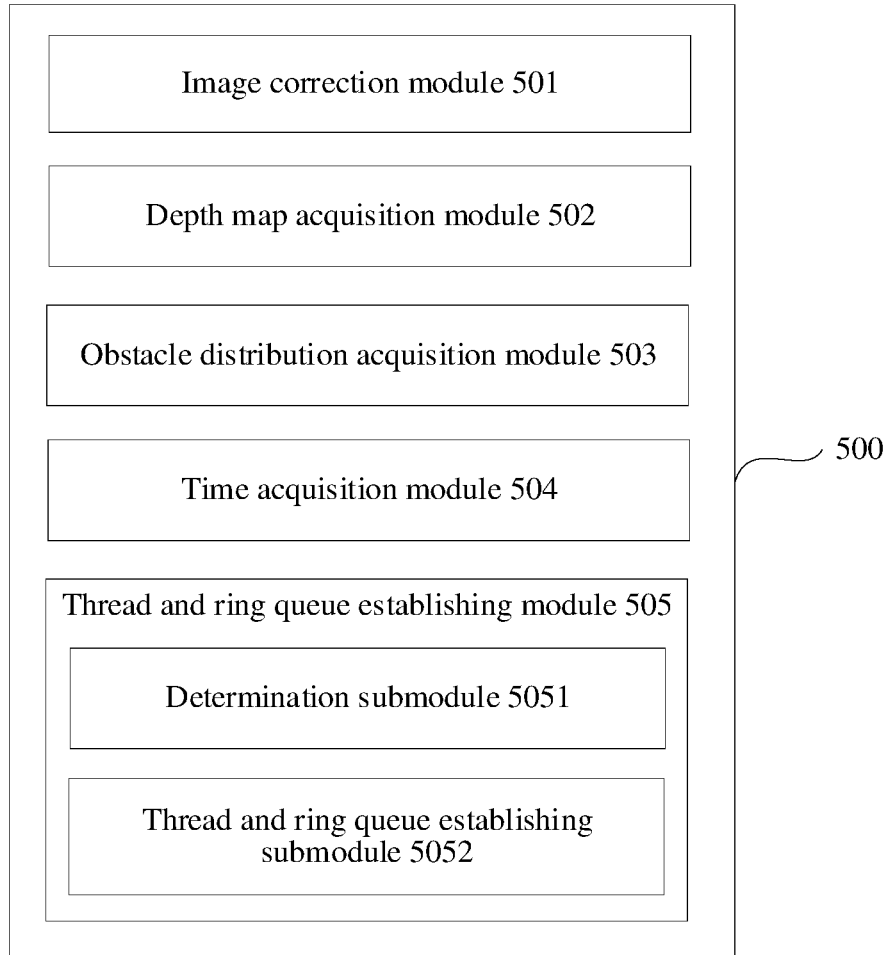 Image correction module 501
Depth map acquisition module 502
Obstacle distribution acquisition module 503
Time acquisition module 504
500
Thread and ring queue establishing module 505
Determination submodule 5051
Thread and ring queue establishing
submodule 5052